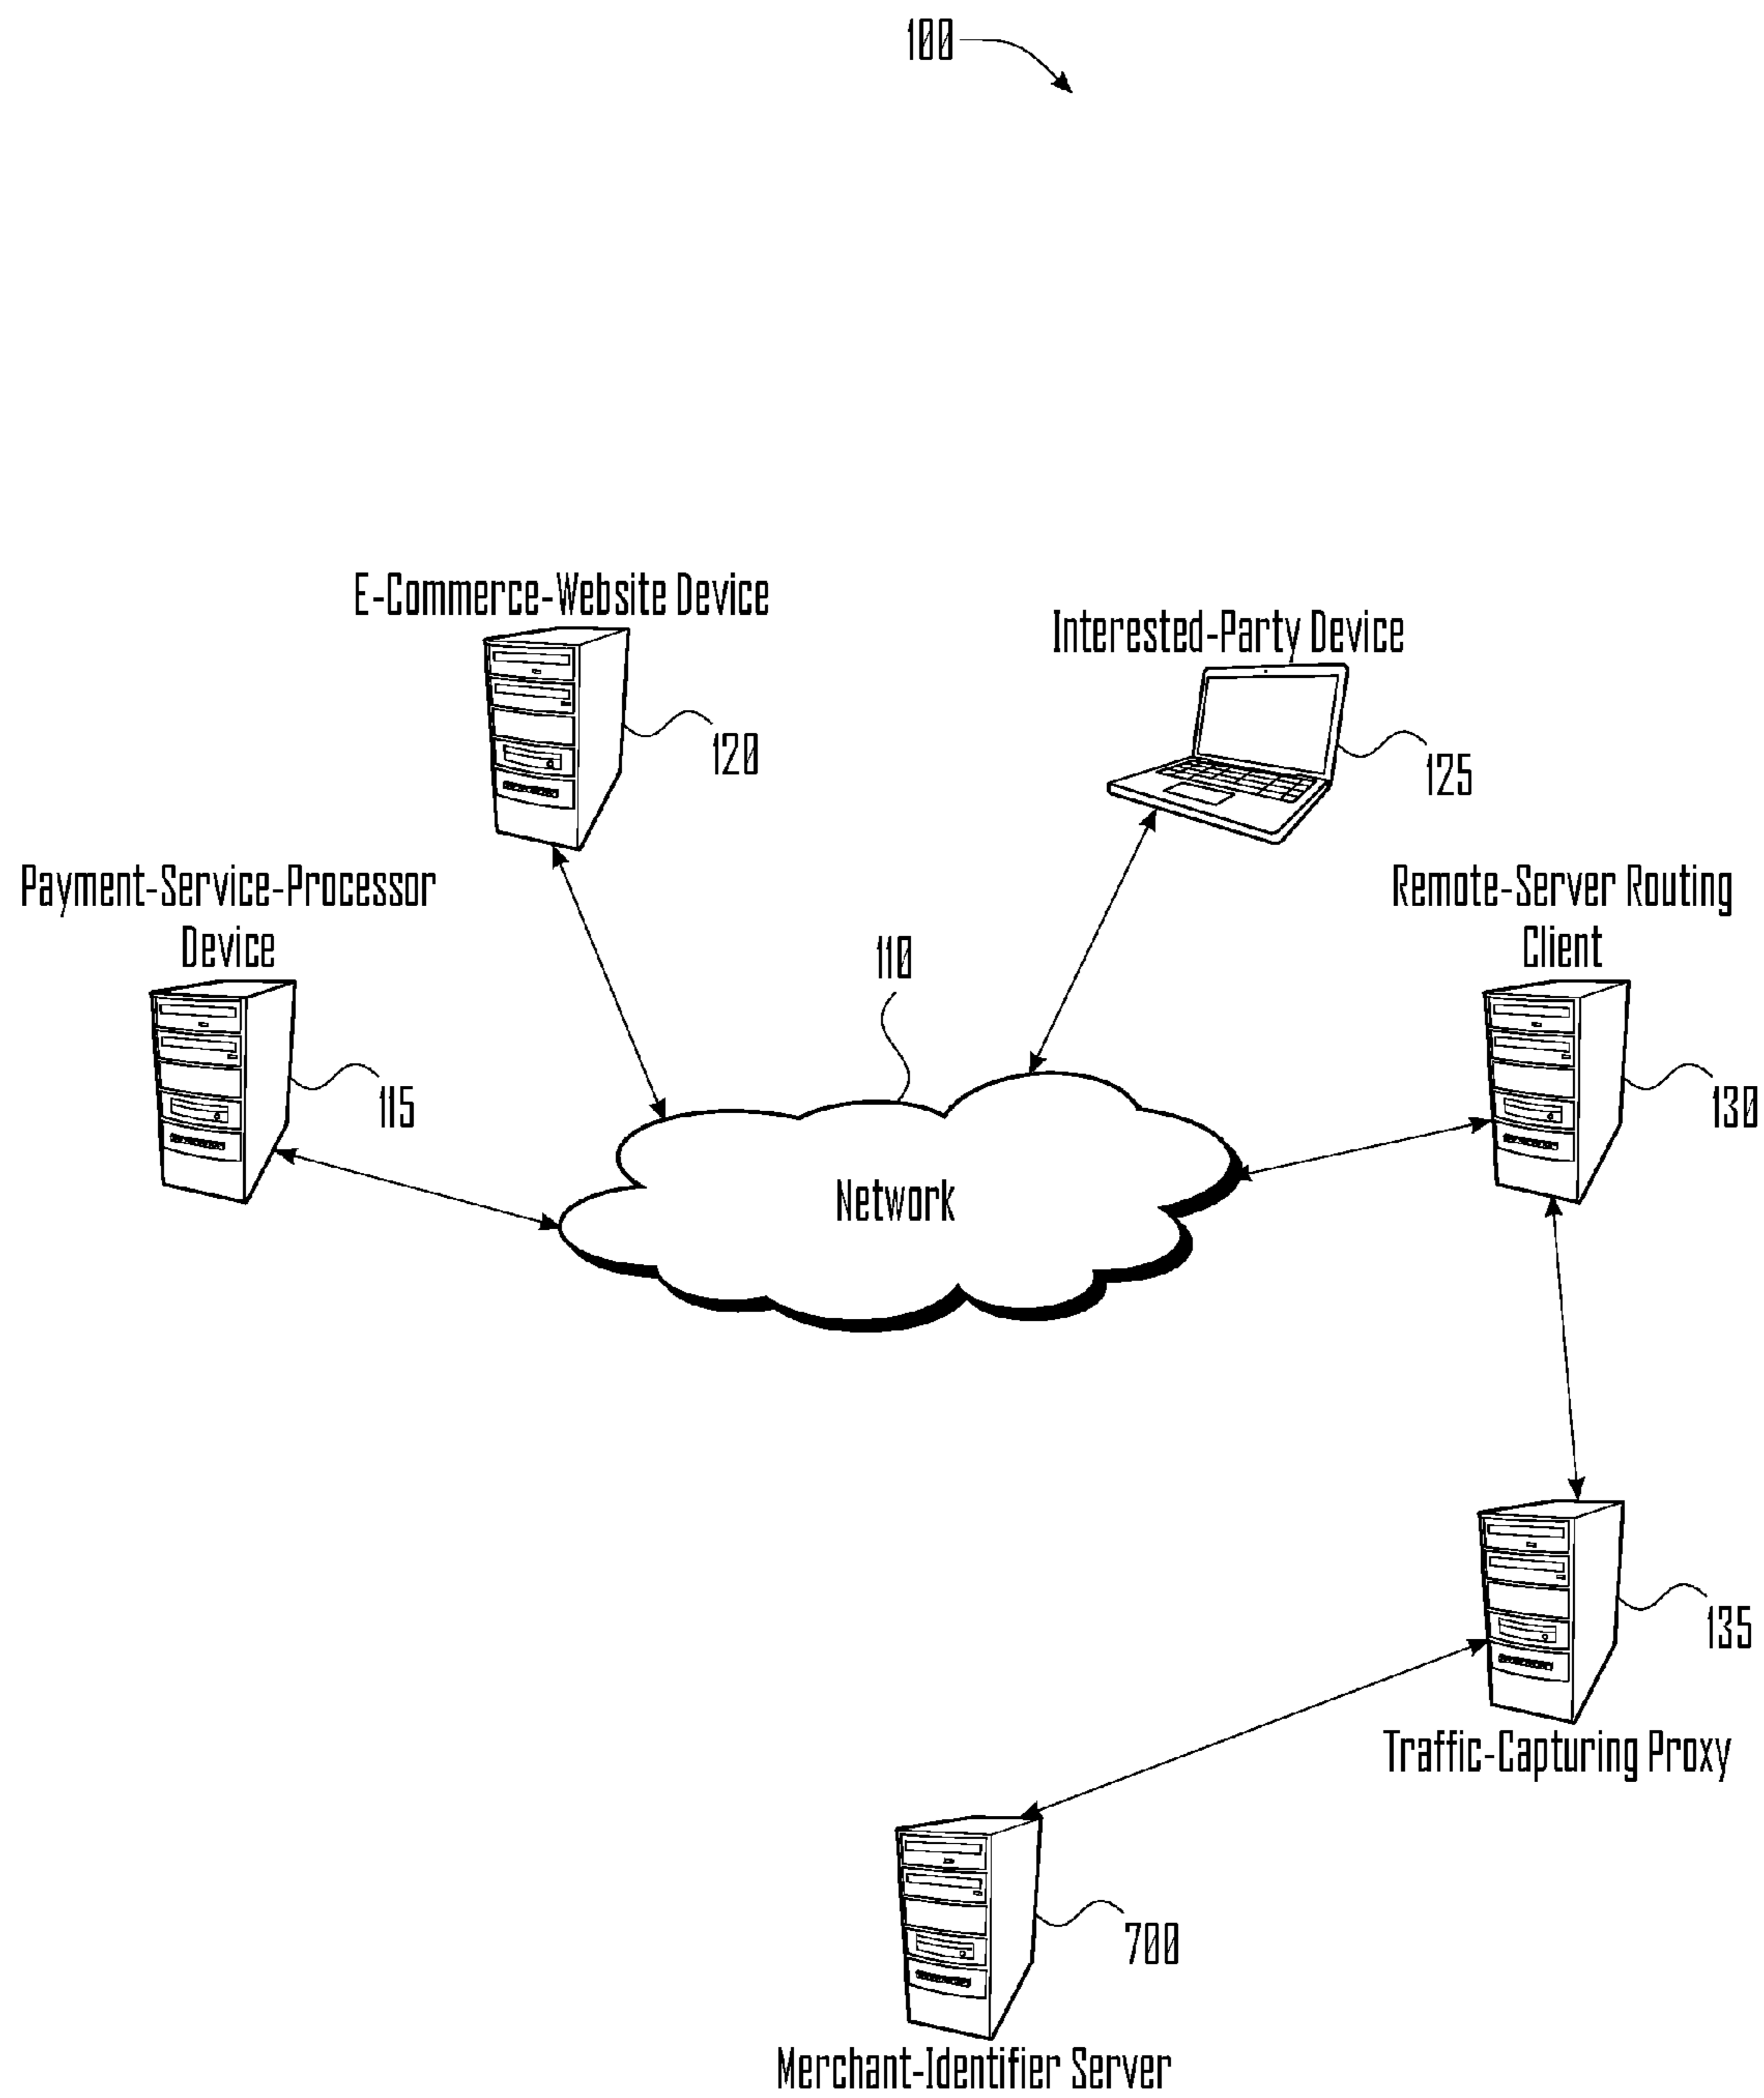 100
E-Commerce-Website Device
Interested-Party Device
120
125
Payment-Service-Processor
Device
Remote-Server Routing
Client
110
115
130
Network
135
Traffic-Capturing Proxy
700
Merchant-Identifier Server